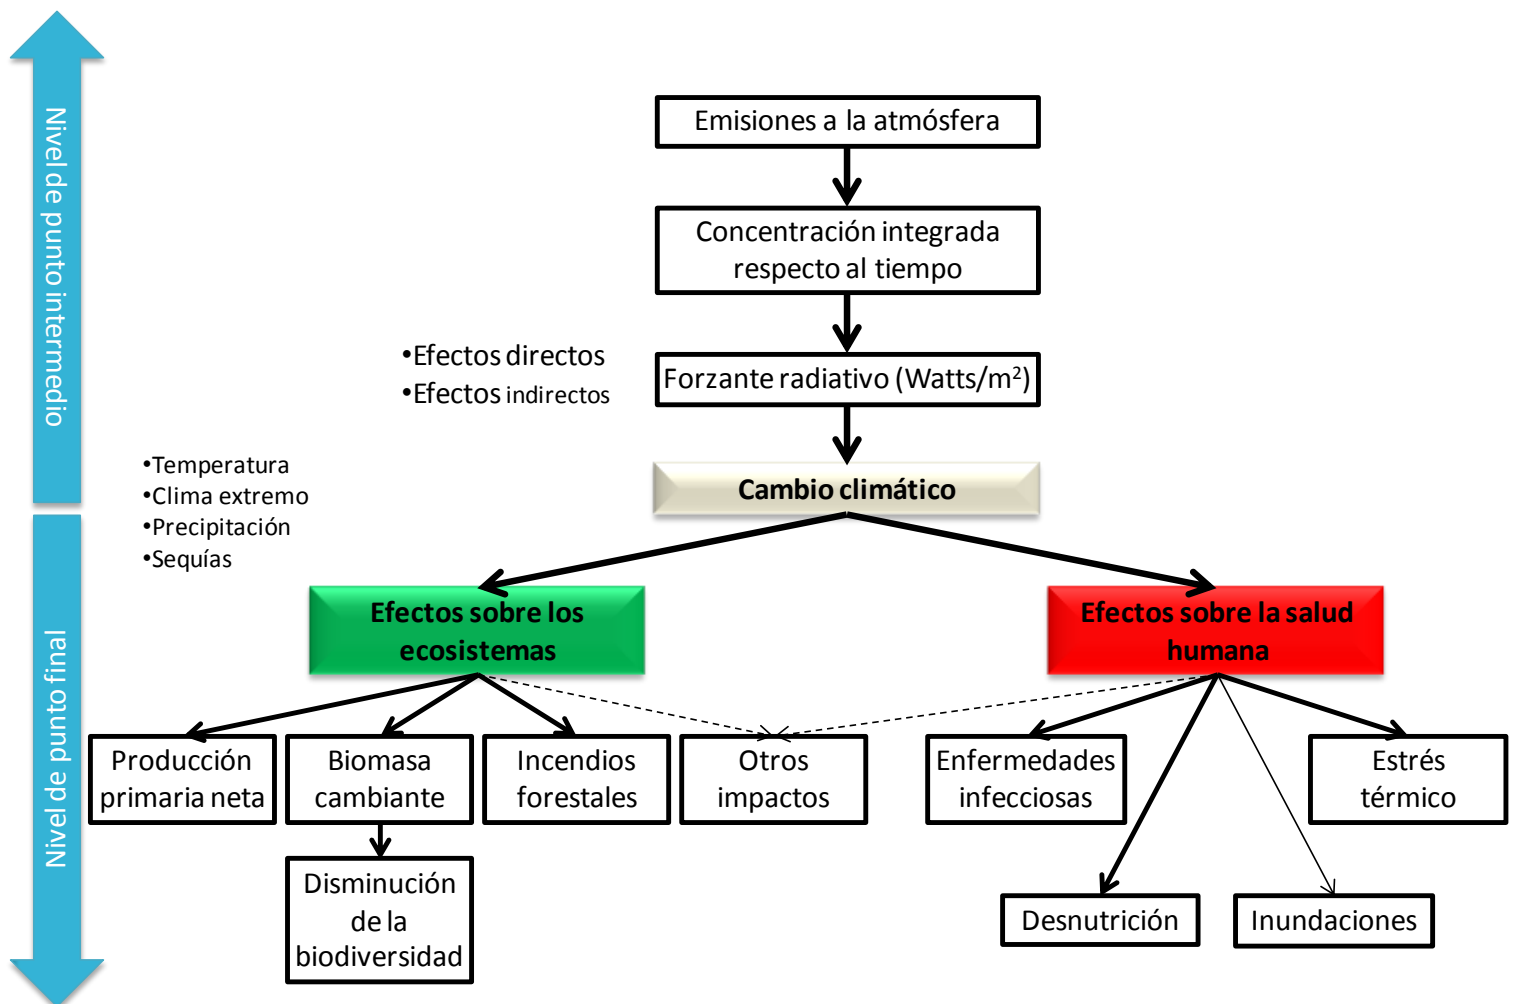 Nivel de punto intermedio
Emisiones a la atmósfera
Concentración integrada
respecto al tiempo
•Efectos directos
•Efectos indirectos
Forzante radiativo (Watts/m²)
•Temperatura
•Clima extremo
•Precipitación
•Sequías
Cambio climático
Nivel de punto final
Efectos sobre los
ecosistemas
Efectos sobre la salud
humana
Producción
primaria neta
Biomasa
cambiante
Incendios
forestales
Otros
impactos
Enfermedades
infecciosas
Estrés
térmico
Disminución
de la
biodiversidad
Desnutrición
Inundaciones